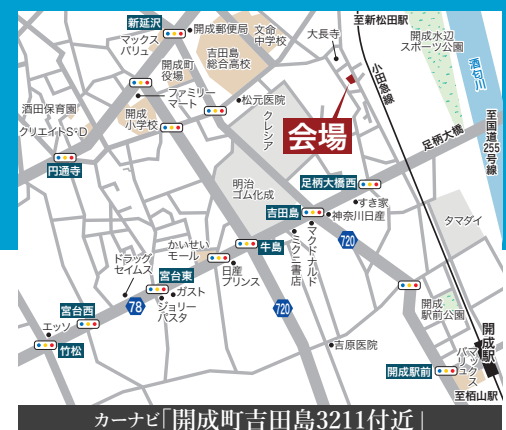 新延沢
開成郵便局
文命
中学校
大長寺
至新松田駅
開成水辺
スポーツ公園
マックス
バリュ
吉田島
総合高校
開成町
役場
小田急線
酒匂川
ファミリー
マート
松元医院
酒田保育園
クリエイトS・D
開成
小学校
クレシア
会場
足柄大橋
至国道255号線
円通寺
明治
ゴム化成
足柄大橋西
すき家
吉田島
神奈川日産
タマダイ
720
マクドナルド
ミクニ書店
牛島
かいせい
モール
日産
プリンス
ドラッグ
セイムス
宮台東
ガスト
ジョリー
パスタ
78
720
宮台西
エッソ
竹松
吉原医院
開成
駅前公園
開成駅
マックス
バリュ
開成駅前
至栢山駅
カーナビ「開成町吉田島3211付近」